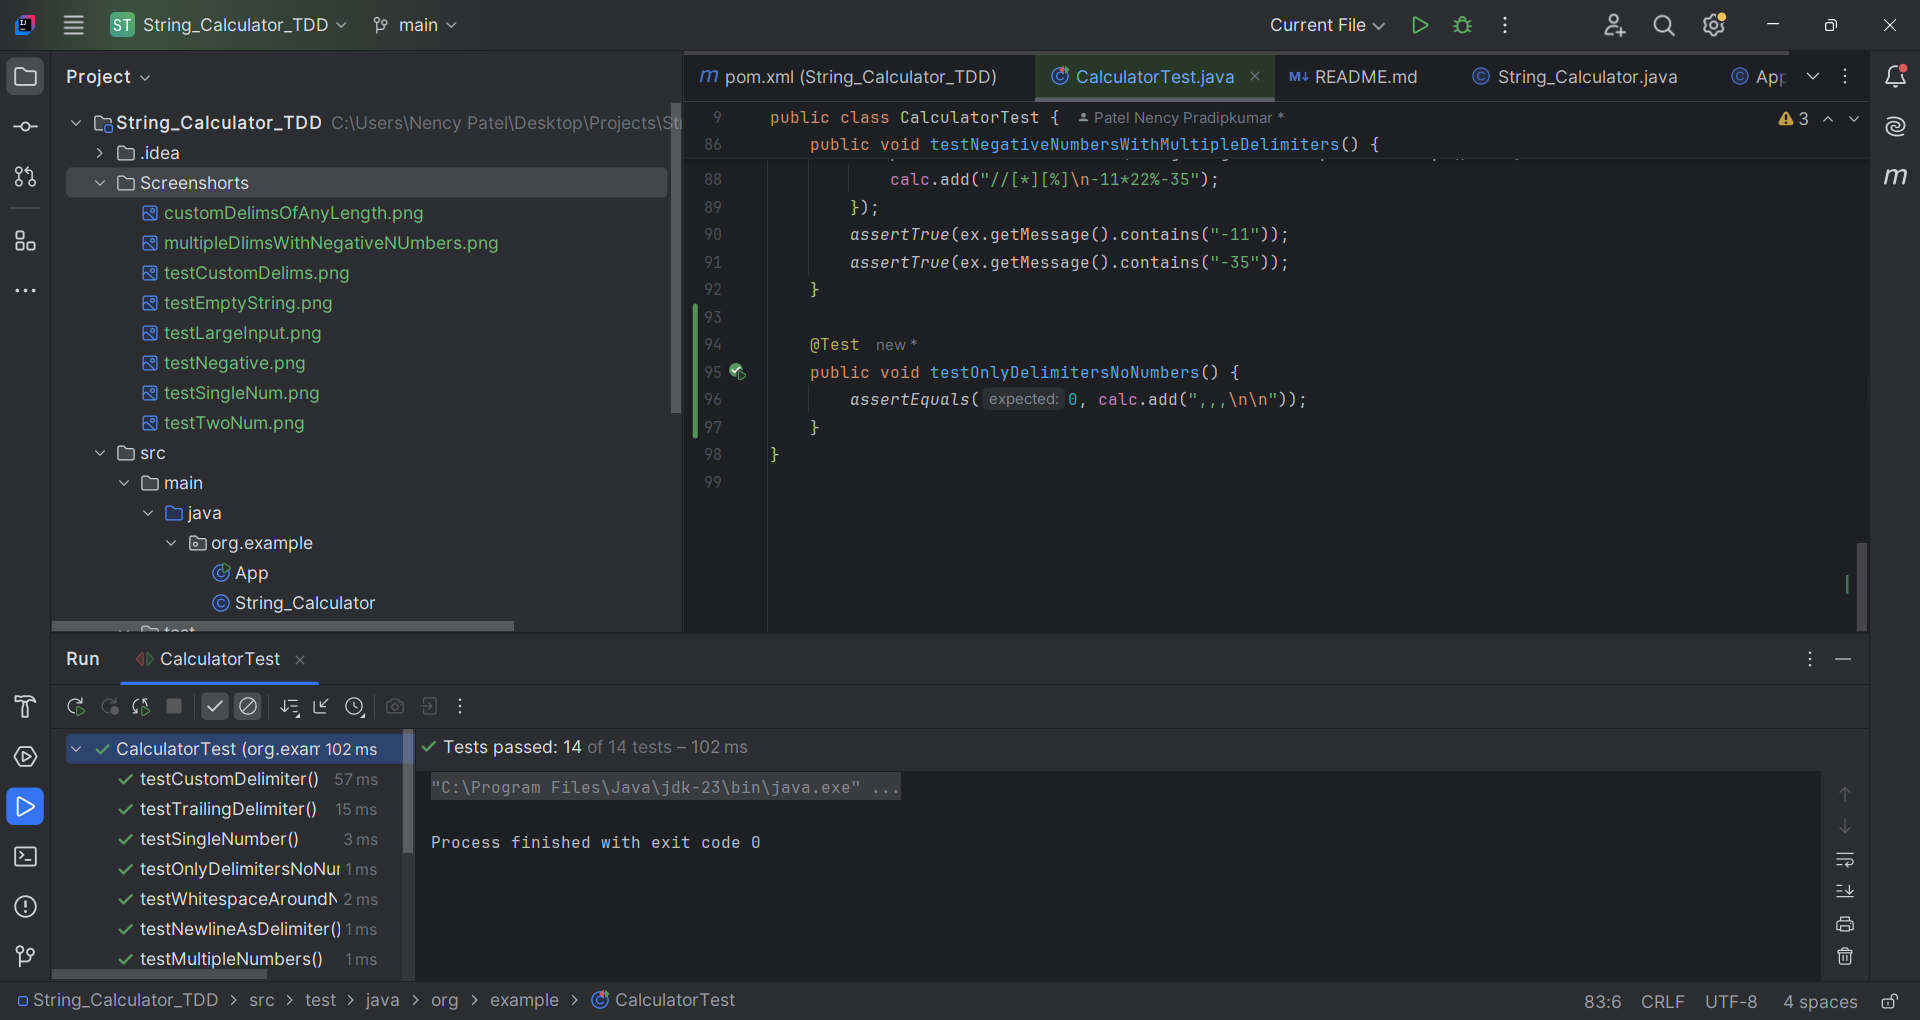 ST String_Calculator_TDD main Current File
Project
String_Calculator_TDD C:\Users\Nency Patel\Desktop\Projects\St
.idea
Screenshorts
customDelimsOfAnyLength.png
multipleDlimsWithNegativeNUmbers.png
testCustomDelims.png
testEmptyString.png
testLargeInput.png
testNegative.png
testSingleNum.png
testTwoNum.png
src
main
java
org.example
App
String_Calculator
test
m pom.xml (String_Calculator_TDD) CalculatorTest.java M↓ README.md String_Calculator.java App
9 public class CalculatorTest { Patel Nency Pradipkumar * 3
86 public void testNegativeNumbersWithMultipleDelimiters() {
88 calc.add("//[*][%]\n-11*22%-35");
89 });
90 assertTrue(ex.getMessage().contains("-11"));
91 assertTrue(ex.getMessage().contains("-35"));
92 }
93
94 @Test new *
95 public void testOnlyDelimitersNoNumbers() {
96 assertEquals( expected: 0, calc.add(",,,\n\n"));
97 }
98 }
99
m
Run CalculatorTest
CalculatorTest (org.exam 102 ms
testCustomDelimiter() 57 ms
testTrailingDelimiter() 15 ms
testSingleNumber() 3 ms
testOnlyDelimitersNoNur 1 ms
testWhitespaceAroundN 2 ms
testNewlineAsDelimiter() 1 ms
testMultipleNumbers() 1 ms
Tests passed: 14 of 14 tests – 102 ms
"C:\Program Files\Java\jdk-23\bin\java.exe" ...
Process finished with exit code 0
String_Calculator_TDD > src > test > java > org > example > CalculatorTest 83:6 CRLF UTF-8 4 spaces